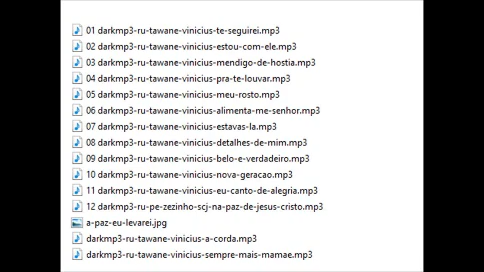 01 darkmp3-ru-tawane-vinicius-te-seguirei.mp3
02 darkmp3-ru-tawane-vinicius-estou-com-ele.mp3
03 darkmp3-ru-tawane-vinicius-mendigo-de-hostia.mp3
04 darkmp3-ru-tawane-vinicius-pra-te-louvar.mp3
05 darkmp3-ru-tawane-vinicius-meu-rosto.mp3
06 darkmp3-ru-tawane-vinicius-alimenta-me-senhor.mp3
07 darkmp3-ru-tawane-vinicius-estavas-la.mp3
08 darkmp3-ru-tawane-vinicius-detalhes-de-mim.mp3
09 darkmp3-ru-tawane-vinicius-belo-e-verdadeiro.mp3
10 darkmp3-ru-tawane-vinicius-nova-geracao.mp3
11 darkmp3-ru-tawane-vinicius-eu-canto-de-alegria.mp3
12 darkmp3-ru-pe-zezinho-scj-na-paz-de-jesus-cristo.mp3
a-paz-eu-levarei.jpg
darkmp3-ru-tawane-vinicius-a-corda.mp3
darkmp3-ru-tawane-vinicius-sempre-mais-mamae.mp3